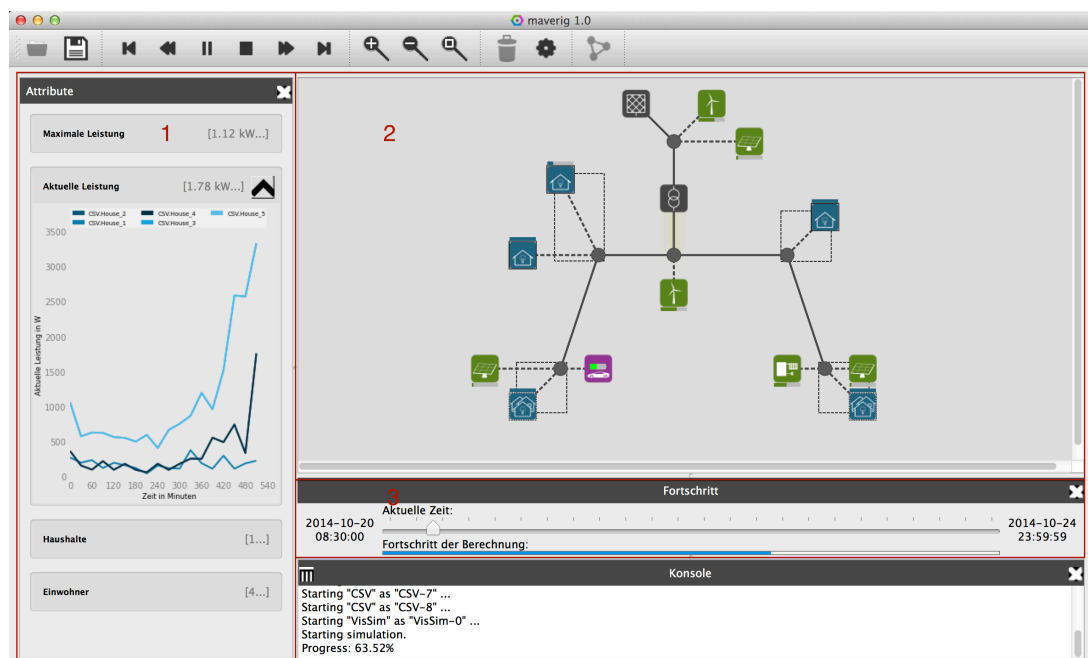 maverig 1.0
Attribute
Maximale Leistung 1 [1.12 kW...]
Aktuelle Leistung [1.78 kW...]
CSV.House_2 CSV.House_4 CSV.House_5
CSV.House_1 CSV.House_3
3500
3000
2500
2000
1500
1000
500
0
Aktuelle Leistung in W
0 60 120 180 240 300 360 420 480 540
Zeit in Minuten
Haushalte [1...]
Einwohner [4...]
2
3
Fortschritt
Aktuelle Zeit:
2014-10-20
08:30:00
2014-10-24
23:59:59
Fortschritt der Berechnung:
Konsole
Starting "CSV" as "CSV-7" ...
Starting "CSV" as "CSV-8" ...
Starting "VisSim" as "VisSim-0" ...
Starting simulation.
Progress: 63.52%